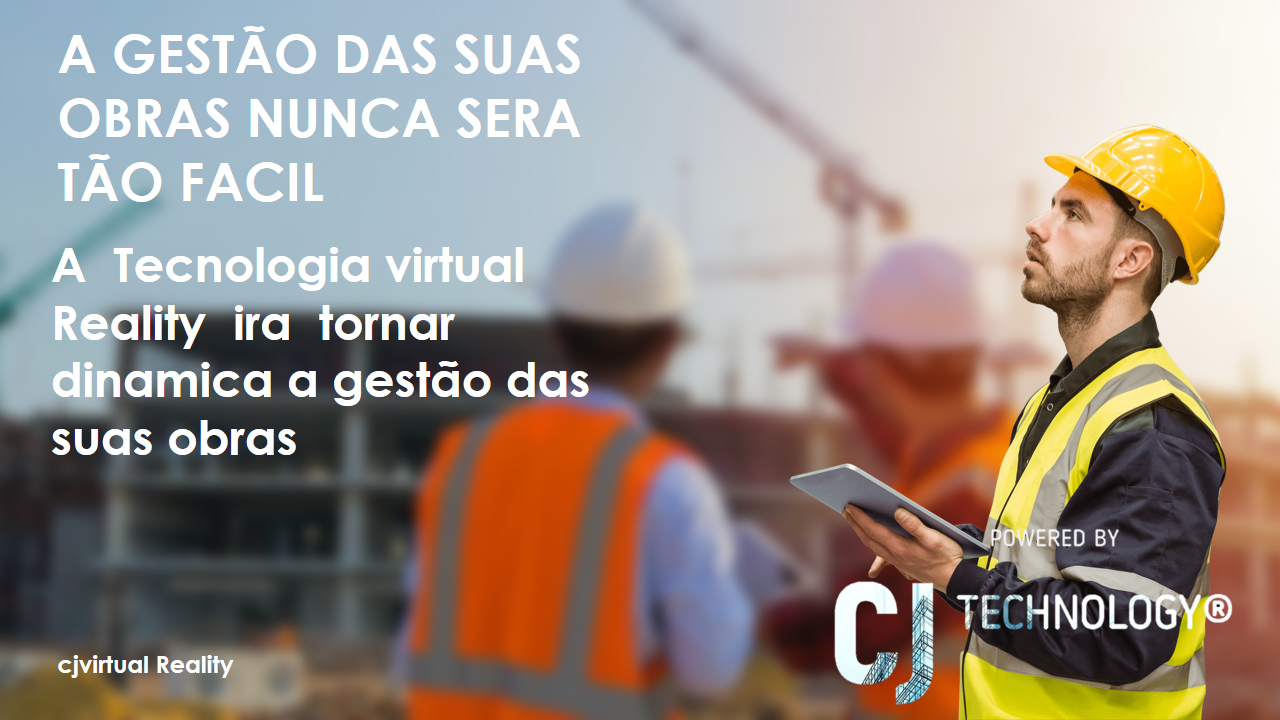 A GESTÃO DAS SUAS
OBRAS NUNCA SERA
TÃO FACIL
A  Tecnologia virtual
Reality  ira  tornar
dinamica a gestão das
suas obras
POWERED BY
CJ TECHNOLOGY®
cjvirtual Reality